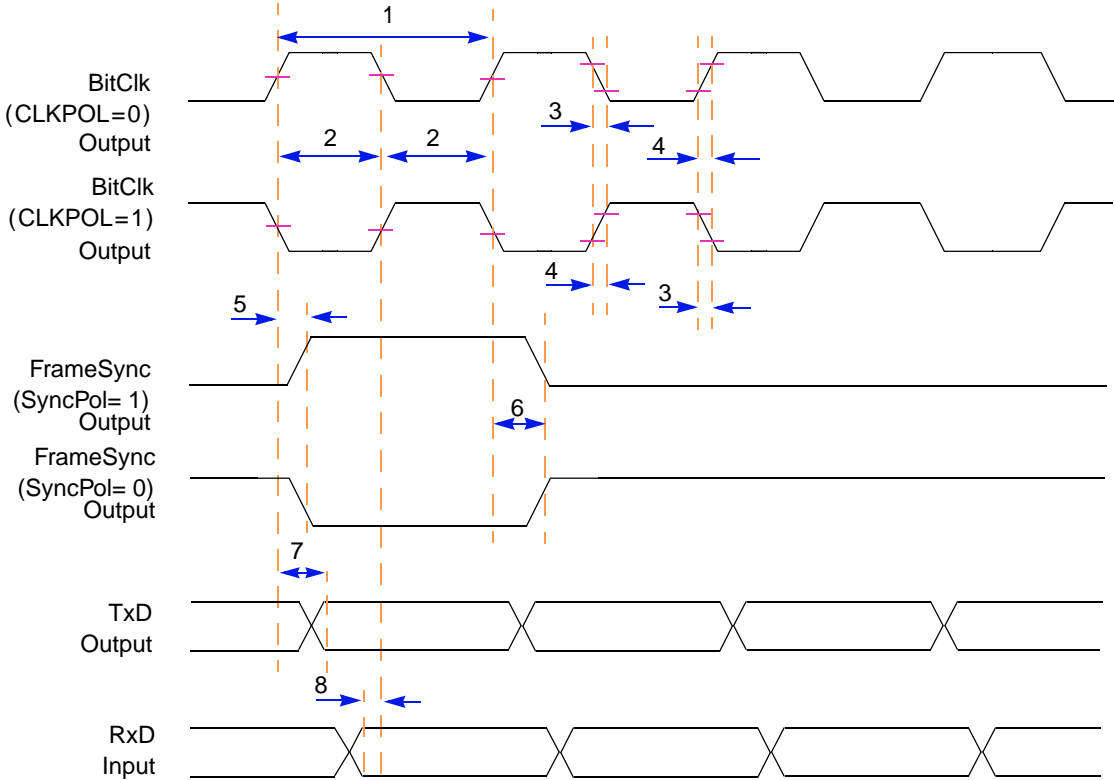 1
BitClk
(CLKPOL=0)
Output
3
2
2
4
BitClk
(CLKPOL=1)
Output
4
3
5
FrameSync
(SyncPol= 1)
Output
6
FrameSync
(SyncPol= 0)
Output
7
TxD
Output
8
RxD
Input